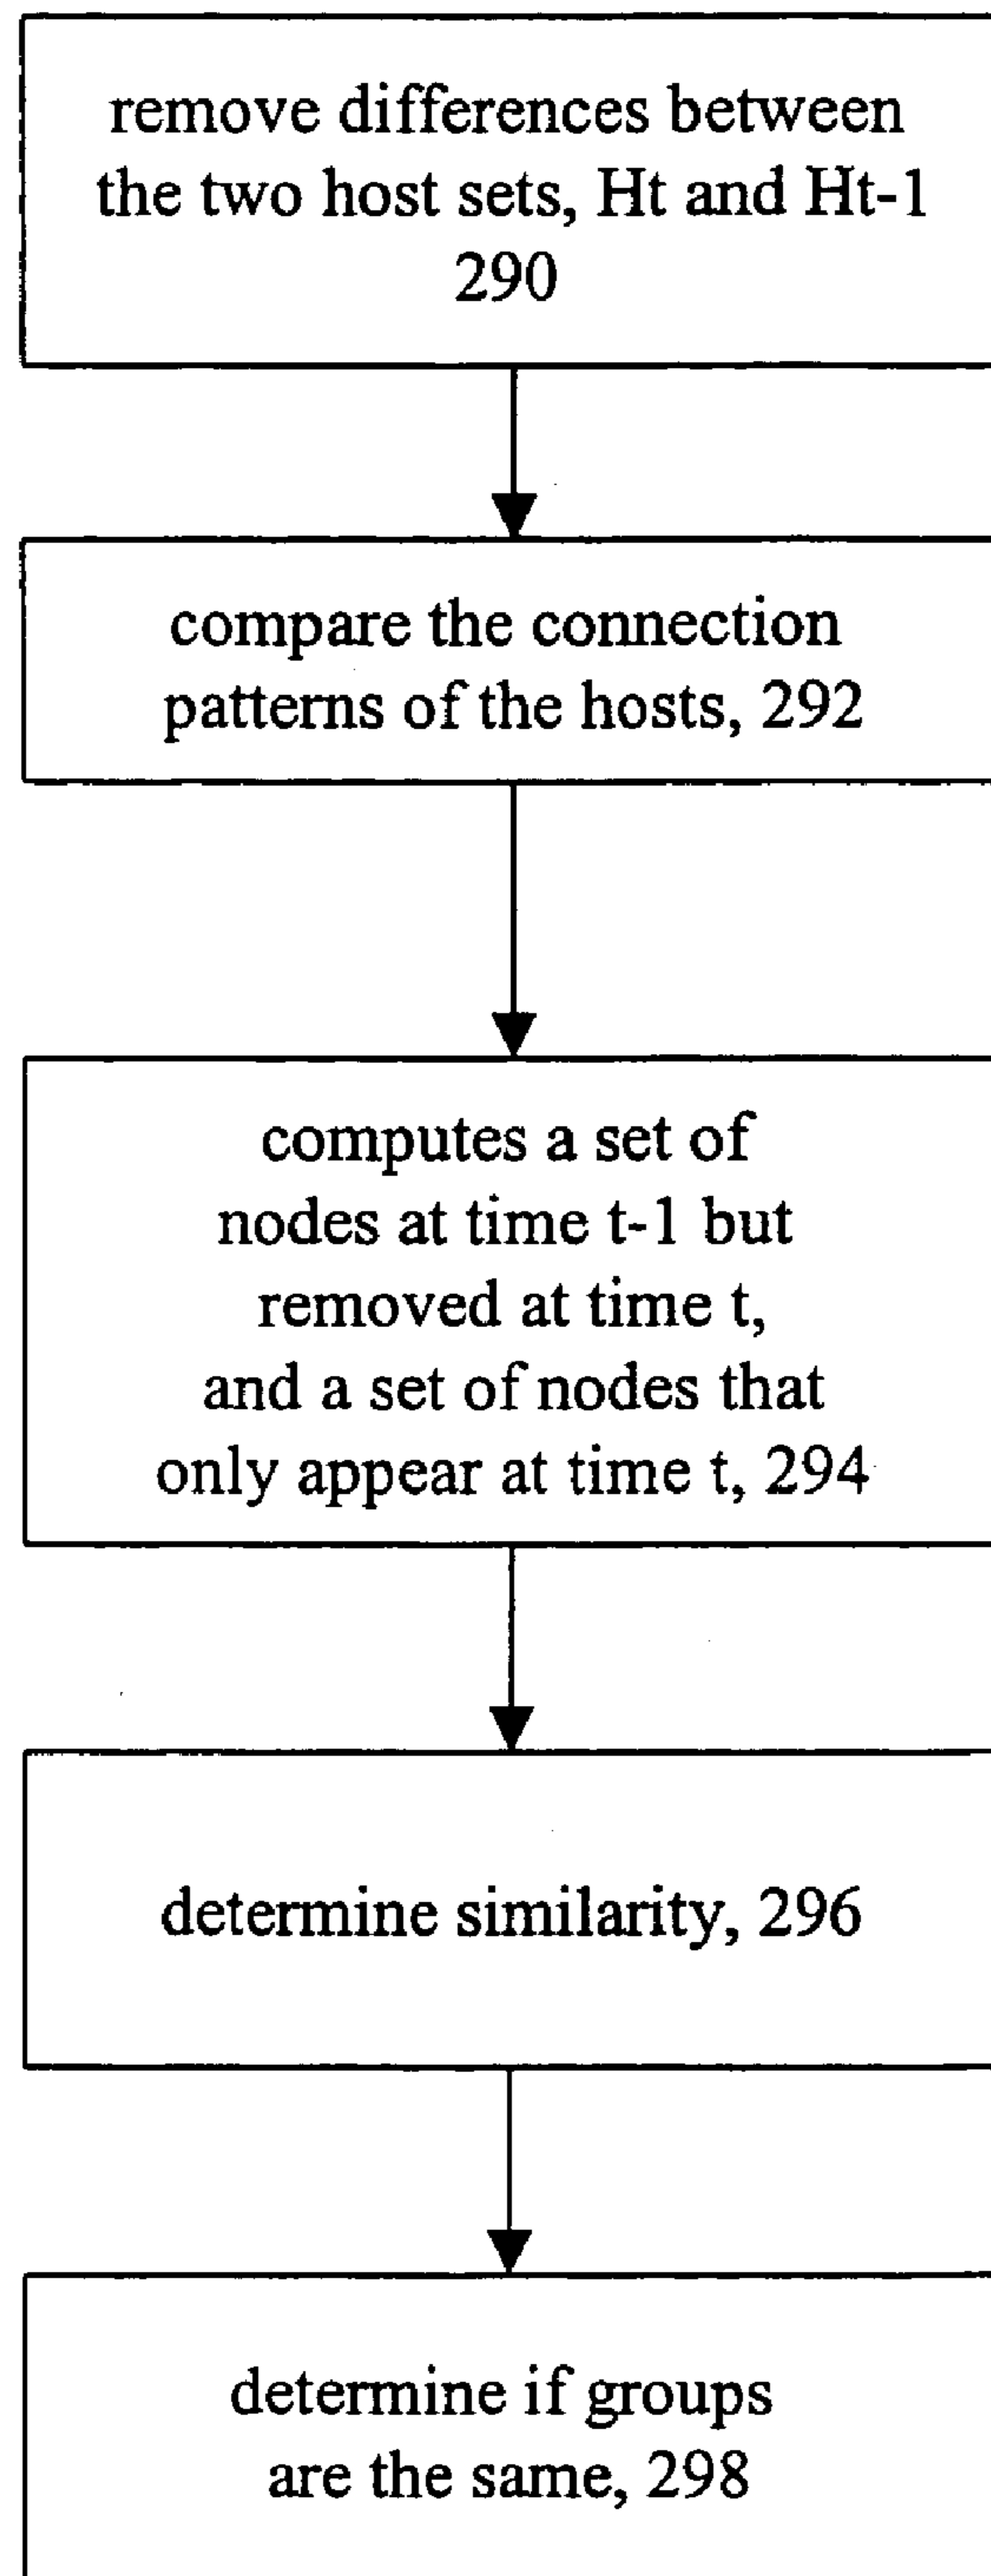 remove differences between
the two host sets, Ht and Ht-1
290
compare the connection
patterns of the hosts, 292
computes a set of
nodes at time t-1 but
removed at time t,
and a set of nodes that
only appear at time t, 294
determine similarity, 296
determine if groups
are the same, 298